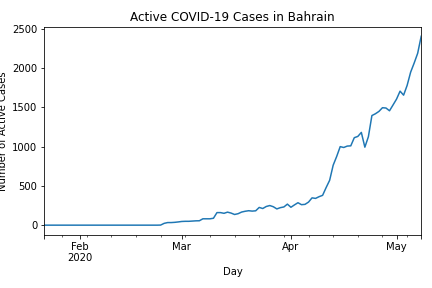 Active COVID-19 Cases in Bahrain
Number of Active Cases
2500
2000
1500
1000
500
0
Feb
2020
Mar
Apr
May
Day